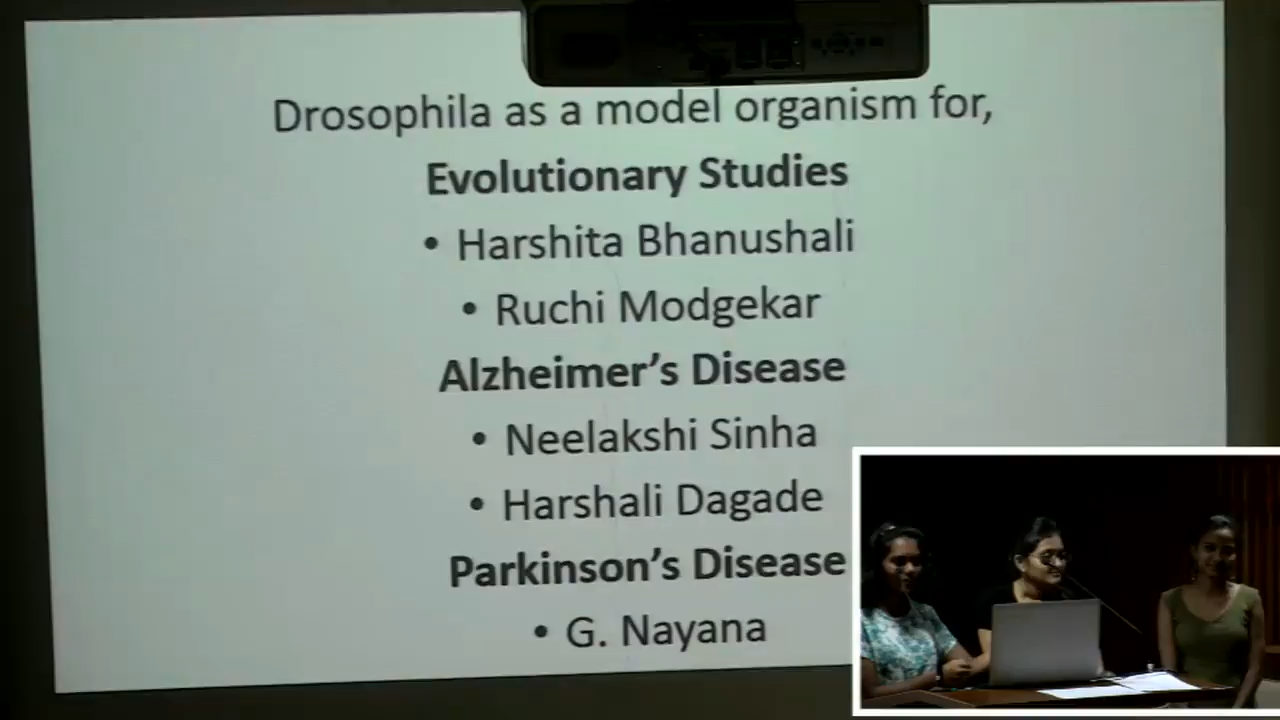 Drosophila as a model organism for,
Evolutionary Studies
• Harshita Bhanushali
• Ruchi Modgekar
Alzheimer's Disease
• Neelakshi Sinha
• Harshali Dagade
Parkinson's Disease
• G. Nayana